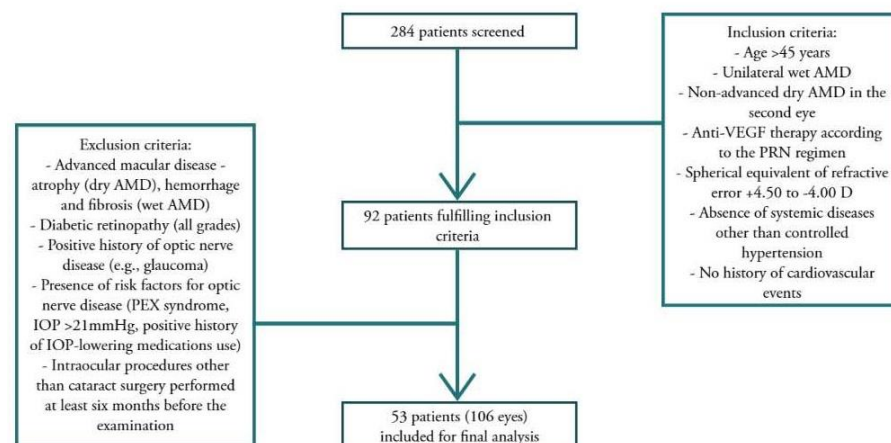 284 patients screened
Inclusion criteria:
- Age >45 years
- Unilateral wet AMD
- Non-advanced dry AMD in the
second eye
- Anti-VEGF therapy according
to the PRN regimen
- Spherical equivalent of refractive
error +4.50 to -4.00 D
- Absence of systemic diseases
other than controlled
hypertension
- No history of cardiovascular
events
92 patients fulfilling inclusion
criteria
Exclusion criteria:
- Advanced macular disease -
atrophy (dry AMD), hemorrhage
and fibrosis (wet AMD)
- Diabetic retinopathy (all grades)
- Positive history of optic nerve
disease (e.g., glaucoma)
- Presence of risk factors for optic
nerve disease (PEX syndrome,
IOP >21mmHg, positive history
of IOP-lowering medications use)
- Intraocular procedures other
than cataract surgery performed
at least six months before the
examination
53 patients (106 eyes)
included for final analysis